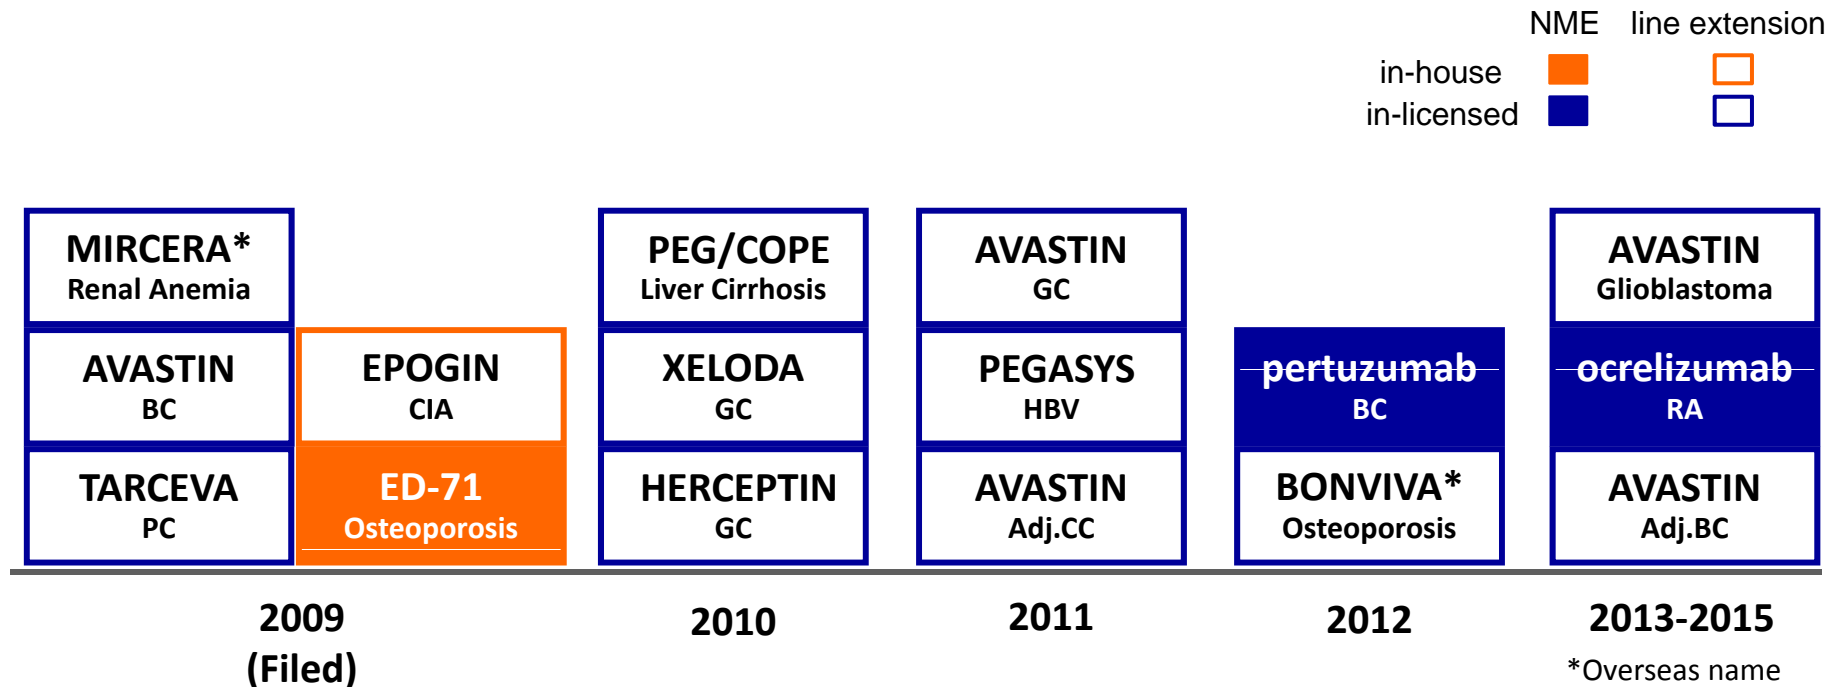 NME line extension
in-house
in-licensed
MIRCERA*
Renal Anemia
AVASTIN
BC
TARCEVA
PC
EPOGIN
CIA
ED-71
Osteoporosis
PEG/COPE
Liver Cirrhosis
XELODA
GC
HERCEPTIN
GC
AVASTIN
GC
PEGASYS
HBV
AVASTIN
Adj.CC
pertuzumab
BC
BONVIVA*
Osteoporosis
AVASTIN
Glioblastoma
ocrelizumab
RA
AVASTIN
Adj.BC
2009
(Filed)
2010
2011
2012
2013-2015
*Overseas name